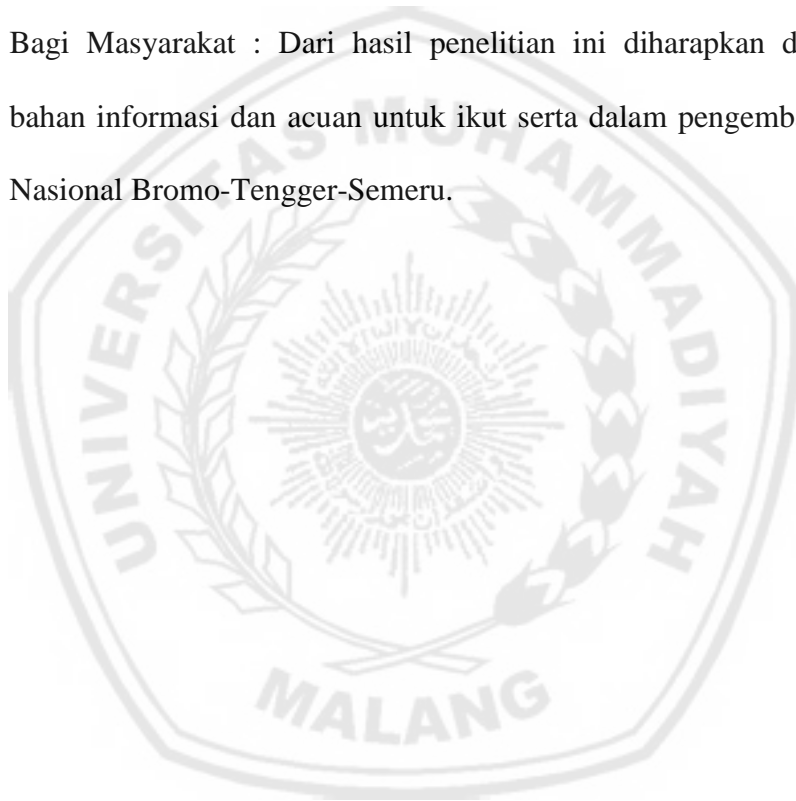 Bagi Masyarakat : Dari hasil penelitian ini diharapkan d
bahan informasi dan acuan untuk ikut serta dalam pengemb
Nasional Bromo-Tengger-Semeru.
UNIVERSITAS MUHAMMADIYAH
MALANG